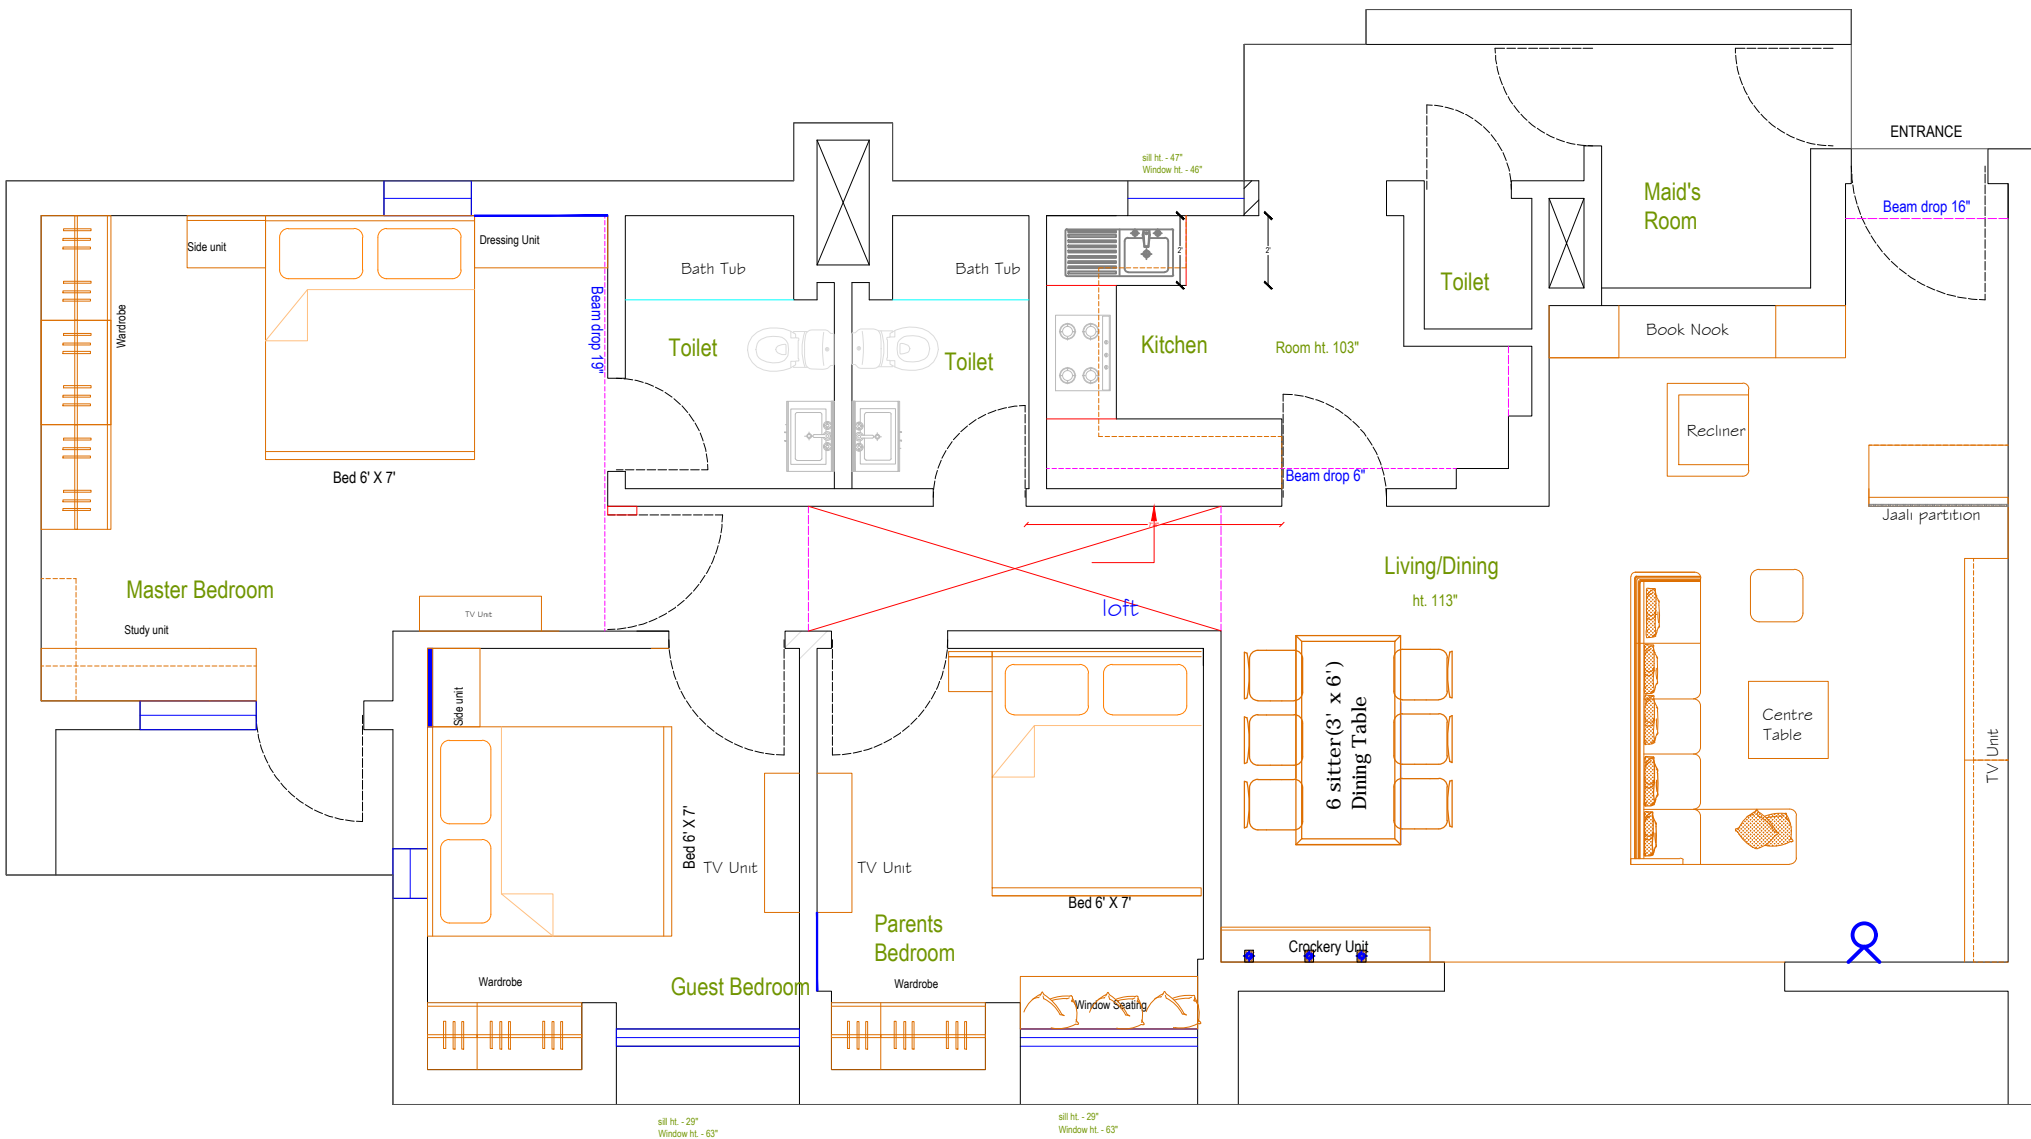 ENTRANCE
sill ht. - 47"
Window ht. - 46"
Maid's
Room
Beam drop 16"
Side unit
Dressing Unit
Bath Tub
Bath Tub
2'
2'
Toilet
Wardrobe
Beam drop 19"
Book Nook
Toilet
Toilet
Kitchen
Room ht. 103"
Recliner
Bed 6' X 7'
Beam drop 6"
Jaali partition
Living/Dining
ht. 113"
Master Bedroom
TV Unit
loft
Study unit
Side unit
6 sitter(3' x 6')
Dining Table
Centre
Table
TV Unit
Bed 6' X 7'
TV Unit
TV Unit
Bed 6' X 7'
Parents
Bedroom
Crockery Unit
Wardrobe
Guest Bedroom
Wardrobe
Window Seating
sill ht. - 29"
Window ht. - 63"
sill ht. - 29"
Window ht. - 63"